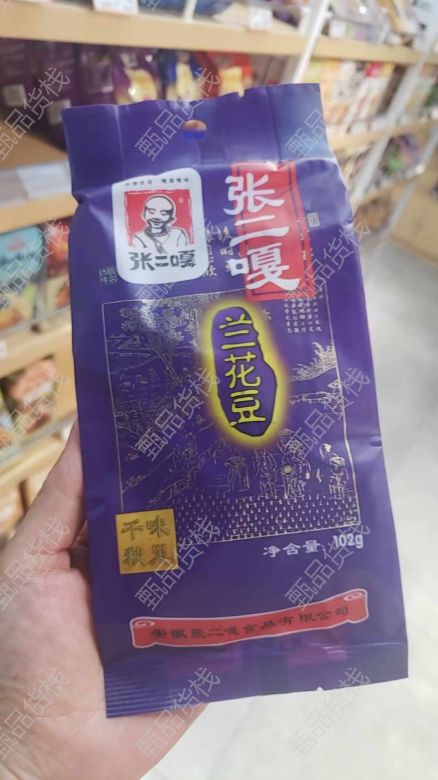 张二嘎
张二嘎
兰花豆
千味
秋足
净含量：102g
安徽张二嘎食品有限公司
甄品货栈